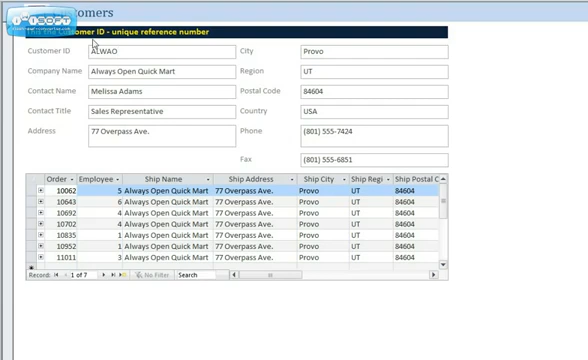 Customers
Customer ID - unique reference number
Customer ID ALWAO City Provo
Company Name Always Open Quick Mart Region UT
Contact Name Melissa Adams Postal Code 84604
Contact Title Sales Representative Country USA
Address 77 Overpass Ave. Phone (801) 555-7424
Fax (801) 555-6851
Order Employee Ship Name Ship Address Ship City Ship Regi Ship Postal C
10062 5 Always Open Quick Mart 77 Overpass Ave. Provo UT 84604
10643 6 Always Open Quick Mart 77 Overpass Ave. Provo UT 84604
10692 4 Always Open Quick Mart 77 Overpass Ave. Provo UT 84604
10702 4 Always Open Quick Mart 77 Overpass Ave. Provo UT 84604
10835 1 Always Open Quick Mart 77 Overpass Ave. Provo UT 84604
10952 1 Always Open Quick Mart 77 Overpass Ave. Provo UT 84604
11011 3 Always Open Quick Mart 77 Overpass Ave. Provo UT 84604
Record: 1 of 7 No Filter Search